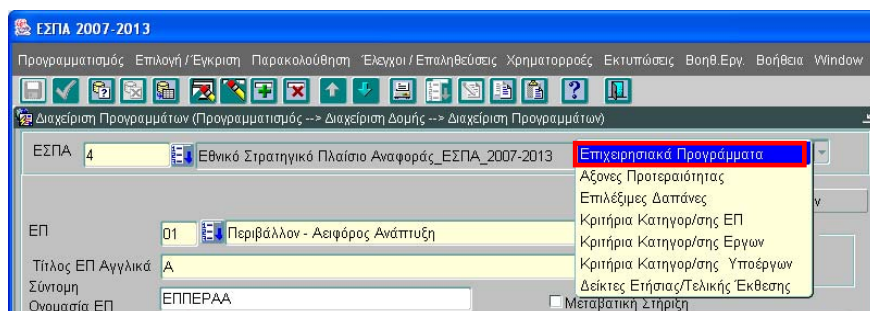 ΕΣΠΑ 2007-2013
Προγραμματισμός Επιλογή / Έγκριση Παρακολούθηση Έλεγχοι / Επαληθεύσεις Χρηματορροές Εκτυπώσεις Βοηθ.Εργ. Βοήθεια Window
Διαχείριση Προγραμμάτων (Προγραμματισμός --> Διαχείριση Δομής --> Διαχείριση Προγραμμάτων)
ΕΣΠΑ 4 Εθνικό Στρατηγικό Πλαίσιο Αναφοράς_ΕΣΠΑ_2007-2013
Επιχειρησιακά Προγράμματα
Αξονες Προτεραιότητας
Επιλέξιμες Δαπάνες
Κριτήρια Κατηγορ/σης ΕΠ
Κριτήρια Κατηγορ/σης Εργων
Κριτήρια Κατηγορ/σης Υποέργων
Δείκτες Ετήσιας/Τελικής Έκθεσης
ν
ΕΠ 01 Περιβάλλον - Αειφόρος Ανάπτυξη
Τίτλος ΕΠ Αγγλικά A
Σύντομη
Ονομασία ΕΠ ΕΠΠΕΡΑΑ
Μεταβατική Στήριξη